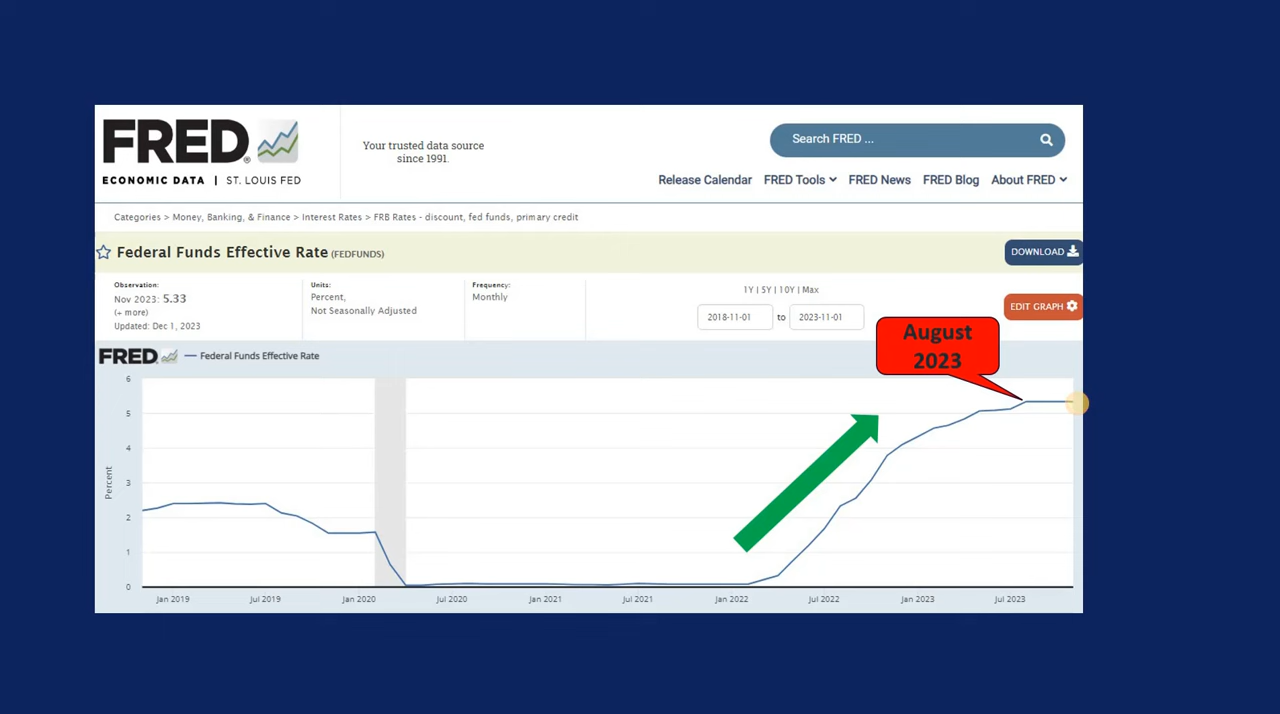 FRED®
ECONOMIC DATA | ST. LOUIS FED
Your trusted data source
since 1991.
Search FRED ...
Release Calendar FRED Tools FRED News FRED Blog About FRED
Categories > Money, Banking, & Finance > Interest Rates > FRB Rates - discount, fed funds, primary credit
Federal Funds Effective Rate (FEDFUNDS)
DOWNLOAD
Observation:
Nov 2023: 5.33
(+ more)
Updated: Dec 1, 2023
Units:
Percent,
Not Seasonally Adjusted
Frequency:
Monthly
1Y | 5Y | 10Y | Max
2018-11-01 to 2023-11-01
EDIT GRAPH
August
2023
FRED — Federal Funds Effective Rate
6
5
4
3
2
1
0
Percent
Jan 2019 Jul 2019 Jan 2020 Jul 2020 Jan 2021 Jul 2021 Jan 2022 Jul 2022 Jan 2023 Jul 2023